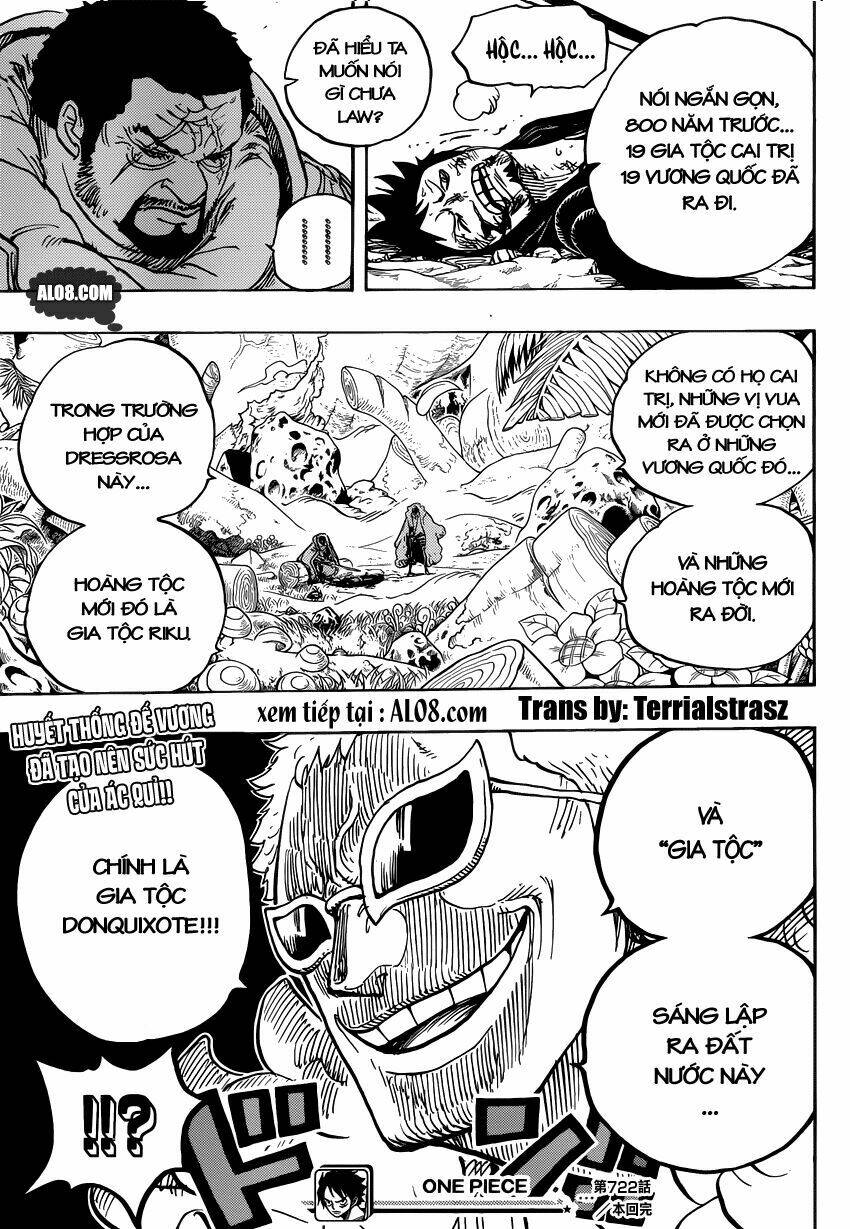 NÓI NGẮN GỌN,
800 NĂM TRƯỚC...
19 GIA TỘC CAI TRỊ
19 VƯƠNG QUỐC ĐÃ
RA ĐI.
HỘC... HỘC...
ĐÃ HIỂU TA
MUỐN NÓI
GÌ CHƯA
LAW?
AL08.COM
KHÔNG CÓ HỌ CAI
TRỊ, NHỮNG VỊ VUA
MỚI ĐÃ ĐƯỢC CHỌN
RA Ở NHỮNG
VƯƠNG QUỐC ĐÓ...
VÀ NHỮNG
HOÀNG TỘC MỚI
RA ĐỜI.
TRONG TRƯỜNG
HỢP CỦA
DRESSROSA
NÀY...
HOÀNG TỘC
MỚI ĐÓ LÀ
GIA TỘC RIKU.
xem tiếp tại : AL08.com
Trans by: Terrialstrasz
HUYẾT THỐNG ĐẾ VƯƠNG
ĐÃ TẠO NÊN SỨC HÚT
CỦA ÁC QUỈ!!
VÀ
“GIA TỘC”
SÁNG LẬP
RA ĐẤT
NƯỚC NÀY
...
CHÍNH LÀ
GIA TỘC
DONQUIXOTE!!!
!!?
ドン
ONE PIECE
第722話
本回完